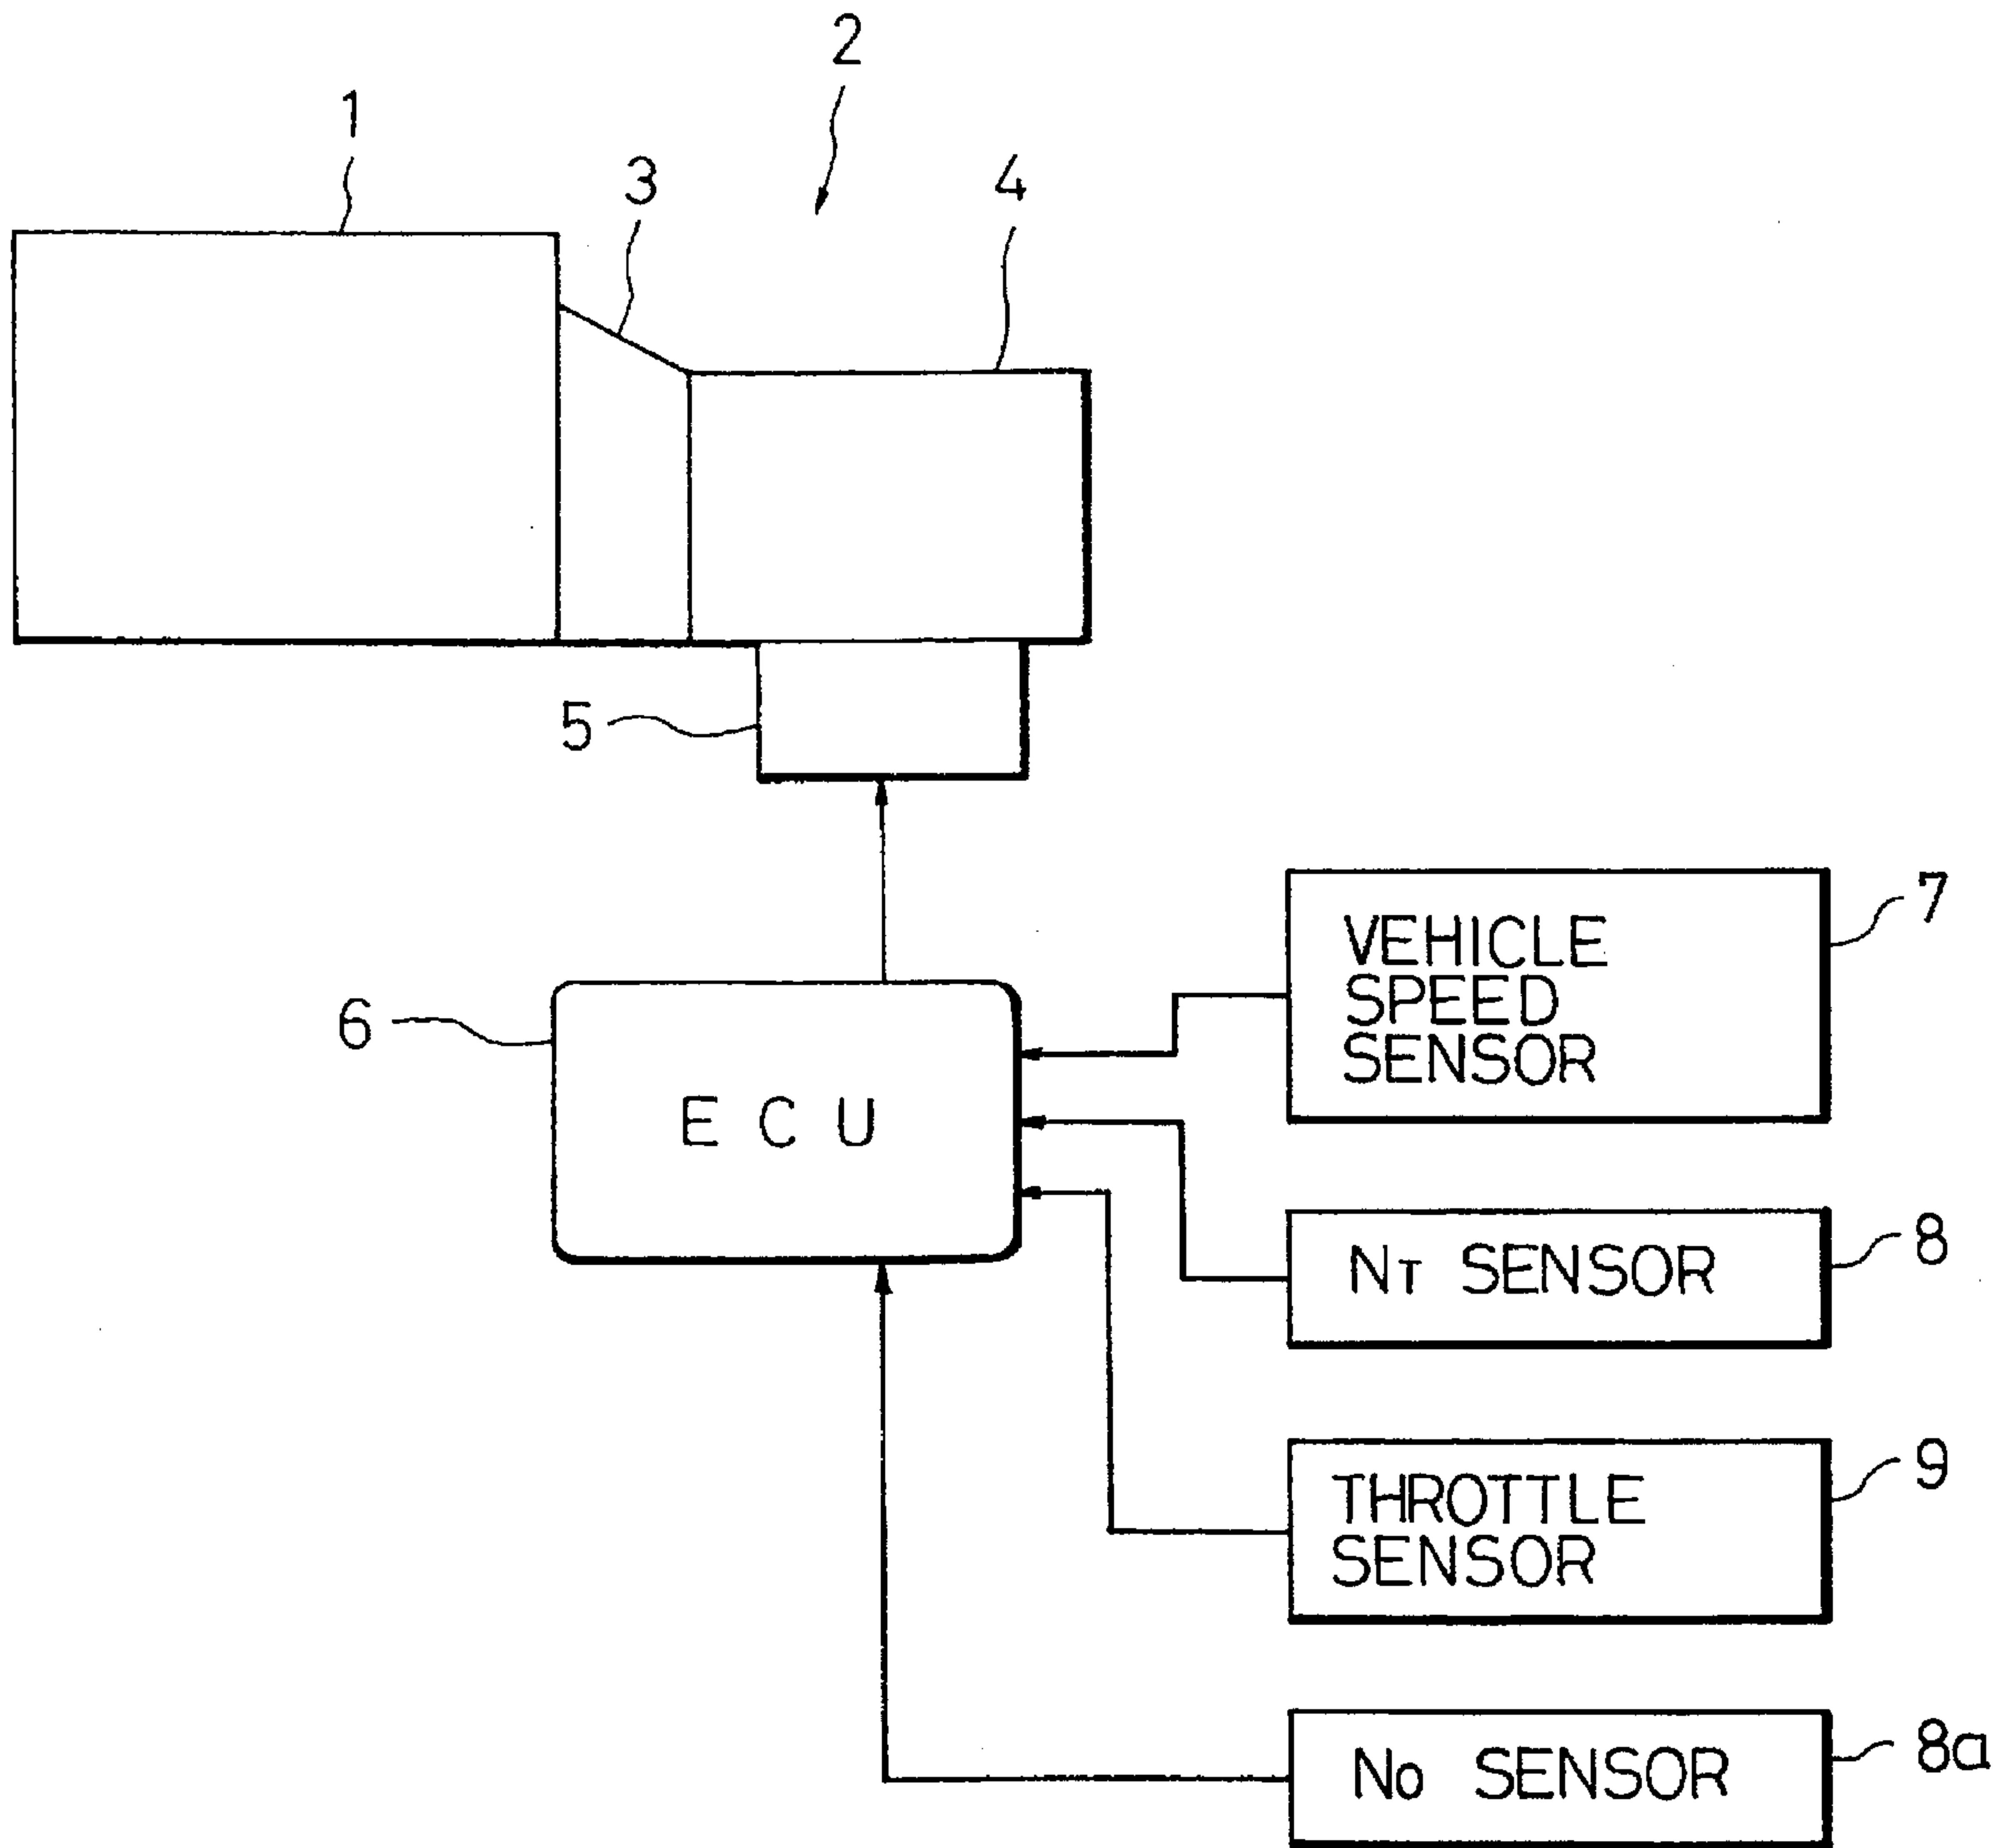 2
1
3
4
5
VEHICLE
SPEED
SENSOR
7
6
E C U
NT SENSOR
8
THROTTLE
SENSOR
9
No SENSOR
8a